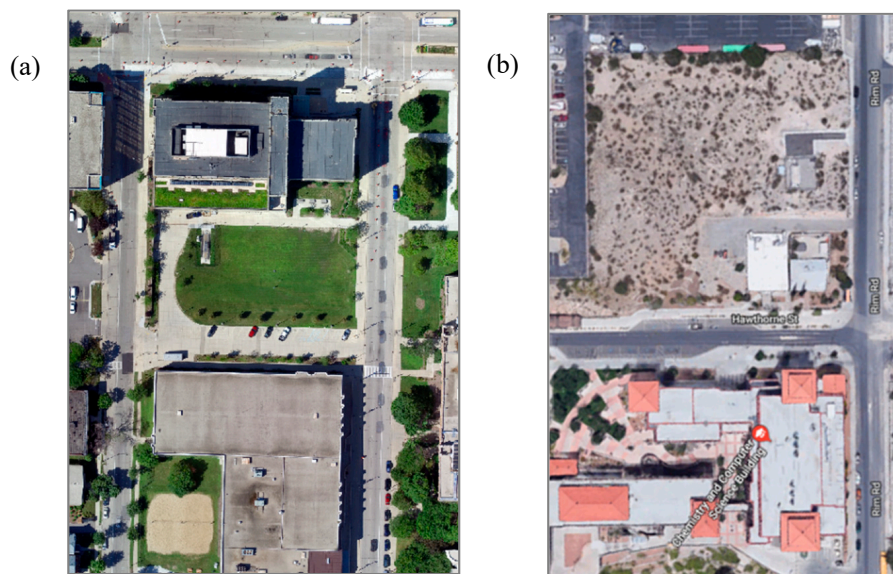 (a)
(b)
Rim Rd
Rim Rd
Hawthorne St
Chemistry and Computer
Science Building
Rim Rd